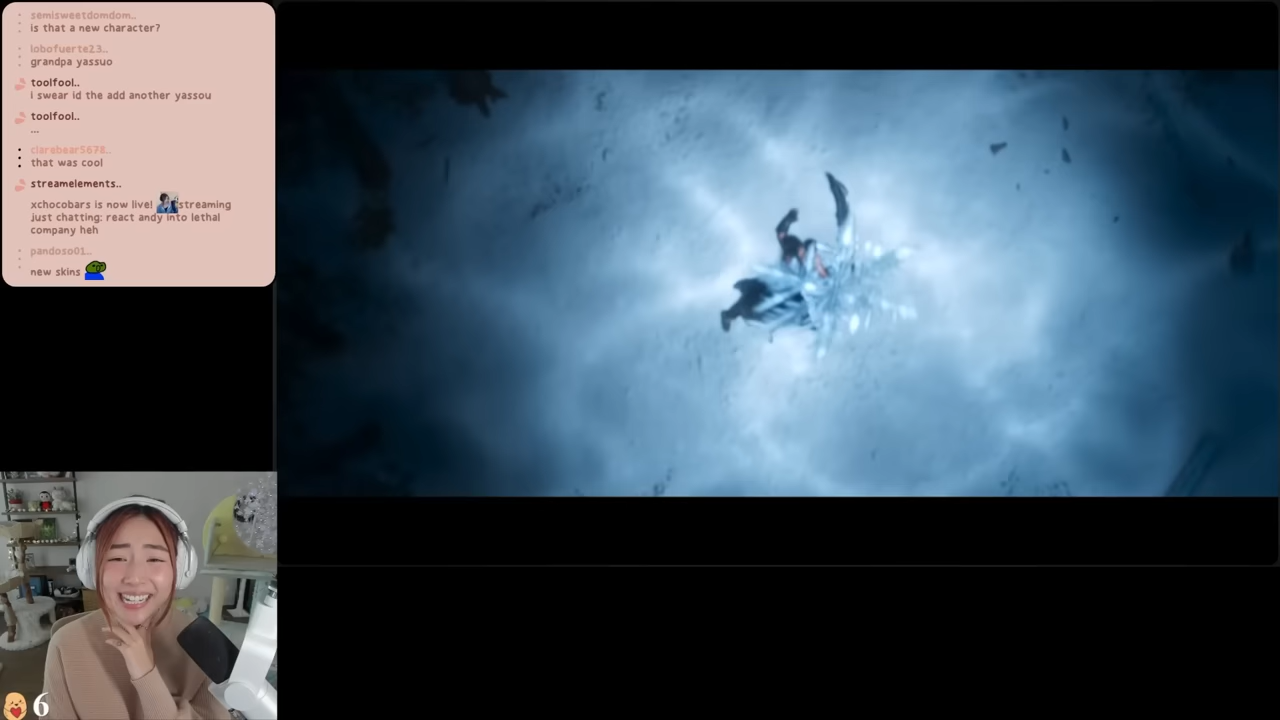 semisweetdomdom..
is that a new character?
lobofuerte23..
grandpa yassuo
toolfool..
i swear id the add another yassou
toolfool..
...
clarebear5678..
that was cool
streamelements..
xchocobars is now live! streaming
just chatting: react andy into lethal
company heh
pandoso01..
new skins
6